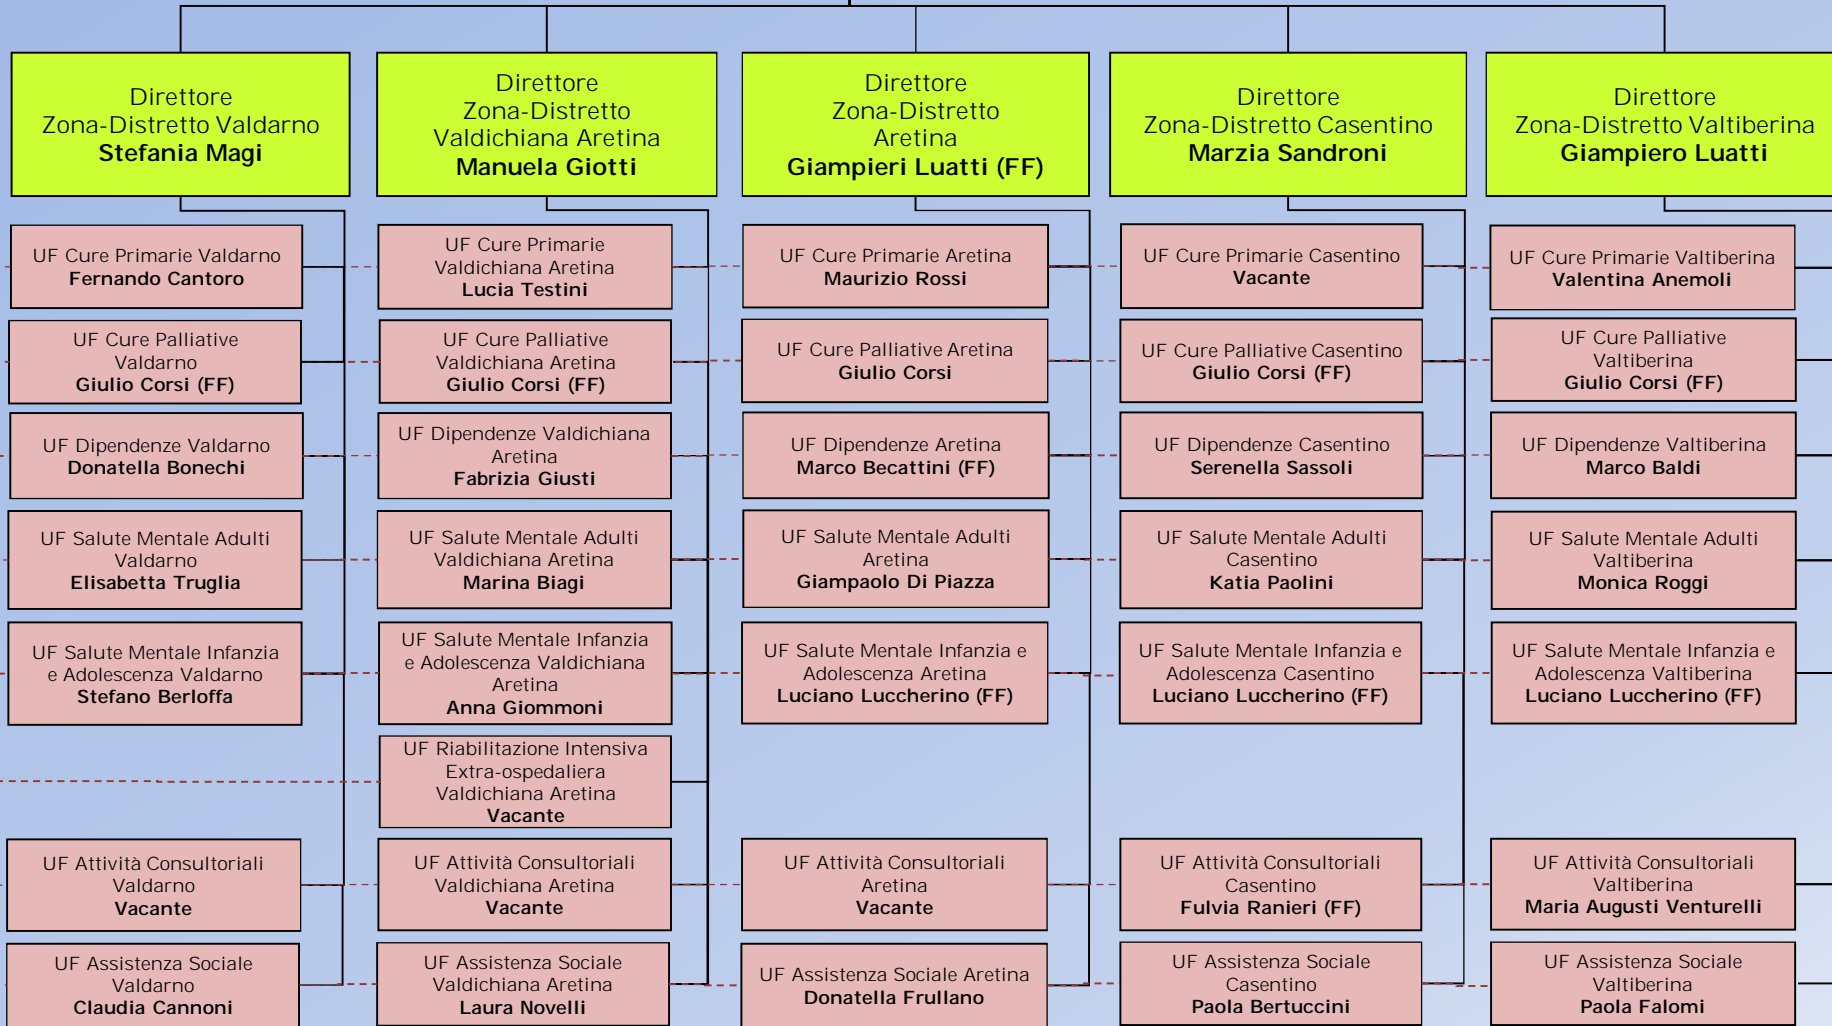 Direttore
Zona-Distretto Valdarno
Stefania Magi
Direttore
Zona-Distretto
Valdichiana Aretina
Manuela Giotti
Direttore
Zona-Distretto
Aretina
Giampieri Luatti (FF)
Direttore
Zona-Distretto Casentino
Marzia Sandroni
Direttore
Zona-Distretto Valtiberina
Giampiero Luatti
UF Cure Primarie Valdarno
Fernando Cantoro
UF Cure Primarie
Valdichiana Aretina
Lucia Testini
UF Cure Primarie Aretina
Maurizio Rossi
UF Cure Primarie Casentino
Vacante
UF Cure Primarie Valtiberina
Valentina Anemoli
UF Cure Palliative
Valdarno
Giulio Corsi (FF)
UF Cure Palliative
Valdichiana Aretina
Giulio Corsi (FF)
UF Cure Palliative Aretina
Giulio Corsi
UF Cure Palliative Casentino
Giulio Corsi (FF)
UF Cure Palliative
Valtiberina
Giulio Corsi (FF)
UF Dipendenze Valdarno
Donatella Bonechi
UF Dipendenze Valdichiana
Aretina
Fabrizia Giusti
UF Dipendenze Aretina
Marco Becattini (FF)
UF Dipendenze Casentino
Serenella Sassoli
UF Dipendenze Valtiberina
Marco Baldi
UF Salute Mentale Adulti
Valdarno
Elisabetta Truglia
UF Salute Mentale Adulti
Valdichiana Aretina
Marina Biagi
UF Salute Mentale Adulti
Aretina
Giampaolo Di Piazza
UF Salute Mentale Adulti
Casentino
Katia Paolini
UF Salute Mentale Adulti
Valtiberina
Monica Roggi
UF Salute Mentale Infanzia
e Adolescenza Valdarno
Stefano Berloffa
UF Salute Mentale Infanzia
e Adolescenza Valdichiana
Aretina
Anna Giommoni
UF Salute Mentale Infanzia e
Adolescenza Aretina
Luciano Luccherino (FF)
UF Salute Mentale Infanzia e
Adolescenza Casentino
Luciano Luccherino (FF)
UF Salute Mentale Infanzia e
Adolescenza Valtiberina
Luciano Luccherino (FF)
UF Riabilitazione Intensiva
Extra-ospedaliera
Valdichiana Aretina
Vacante
UF Attività Consultoriali
Valdarno
Vacante
UF Attività Consultoriali
Valdichiana Aretina
Vacante
UF Attività Consultoriali
Aretina
Vacante
UF Attività Consultoriali
Casentino
Fulvia Ranieri (FF)
UF Attività Consultoriali
Valtiberina
Maria Augusti Venturelli
UF Assistenza Sociale
Valdarno
Claudia Cannoni
UF Assistenza Sociale
Valdichiana Aretina
Laura Novelli
UF Assistenza Sociale Aretina
Donatella Frullano
UF Assistenza Sociale
Casentino
Paola Bertuccini
UF Assistenza Sociale
Valtiberina
Paola Falomi